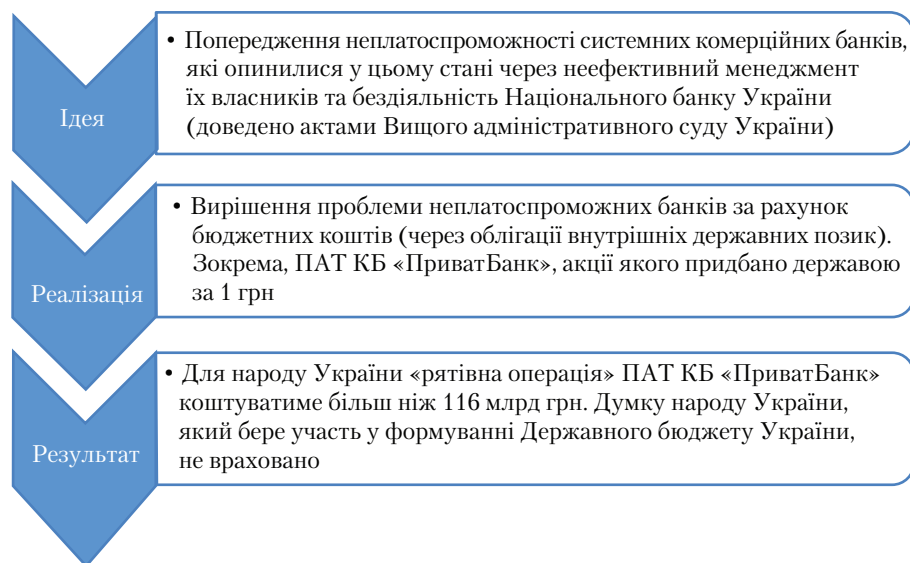 Ідея
• Попередження неплатоспроможності системних комерційних банків,
які опинилися у цьому стані через неефективний менеджмент
їх власників та бездіяльність Національного банку України
(доведено актами Вищого адміністративного суду України)
Реалізація
• Вирішення проблеми неплатоспроможних банків за рахунок
бюджетних коштів (через облігації внутрішніх державних позик).
Зокрема, ПАТ КБ «ПриватБанк», акції якого придбано державою
за 1 грн
Результат
• Для народу України «рятівна операція» ПАТ КБ «ПриватБанк»
коштуватиме більш ніж 116 млрд грн. Думку народу України,
який бере участь у формуванні Державного бюджету України,
не враховано